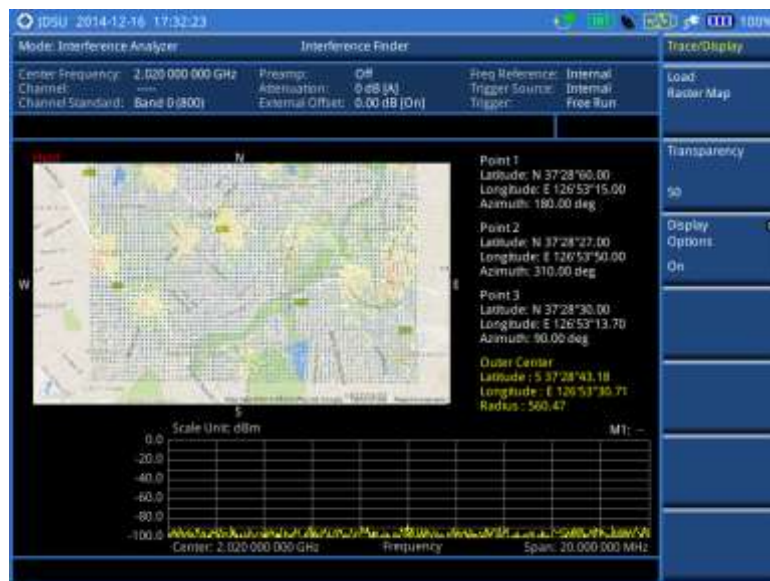 JDSU 2014-12-16 17:32:23
100%
Mode: Interference Analyzer
Interference Finder
Trace/Display
Center Frequency: 2.020 000 000 GHz
Channel: ----
Channel Standard: Band 0 (800)
Preamp: Off
Attenuation: 0 dB [A]
External Offset: 0.00 dB [On]
Freq Reference: Internal
Trigger Source: Internal
Trigger: Free Run
Load
Raster Map
Transparency
50
Display
Options
On
N
W
E
S
Point 1
Latitude: N 37'28"60.00
Longitude: E 126'53"15.00
Azimuth: 180.00 deg
Point 2
Latitude: N 37'28"27.00
Longitude: E 126'53"50.00
Azimuth: 310.00 deg
Point 3
Latitude: N 37'28"30.00
Longitude: E 126'53"13.70
Azimuth: 90.00 deg
Outer Center
Latitude : S 37'28"43.18
Longitude : E 126'53"30.71
Radius : 560.47
Scale Unit: dBm
M1: --
0.0
-20.0
-40.0
-60.0
-80.0
-100.0
Center: 2.020 000 000 GHz
Frequency
Span: 20.000 000 MHz